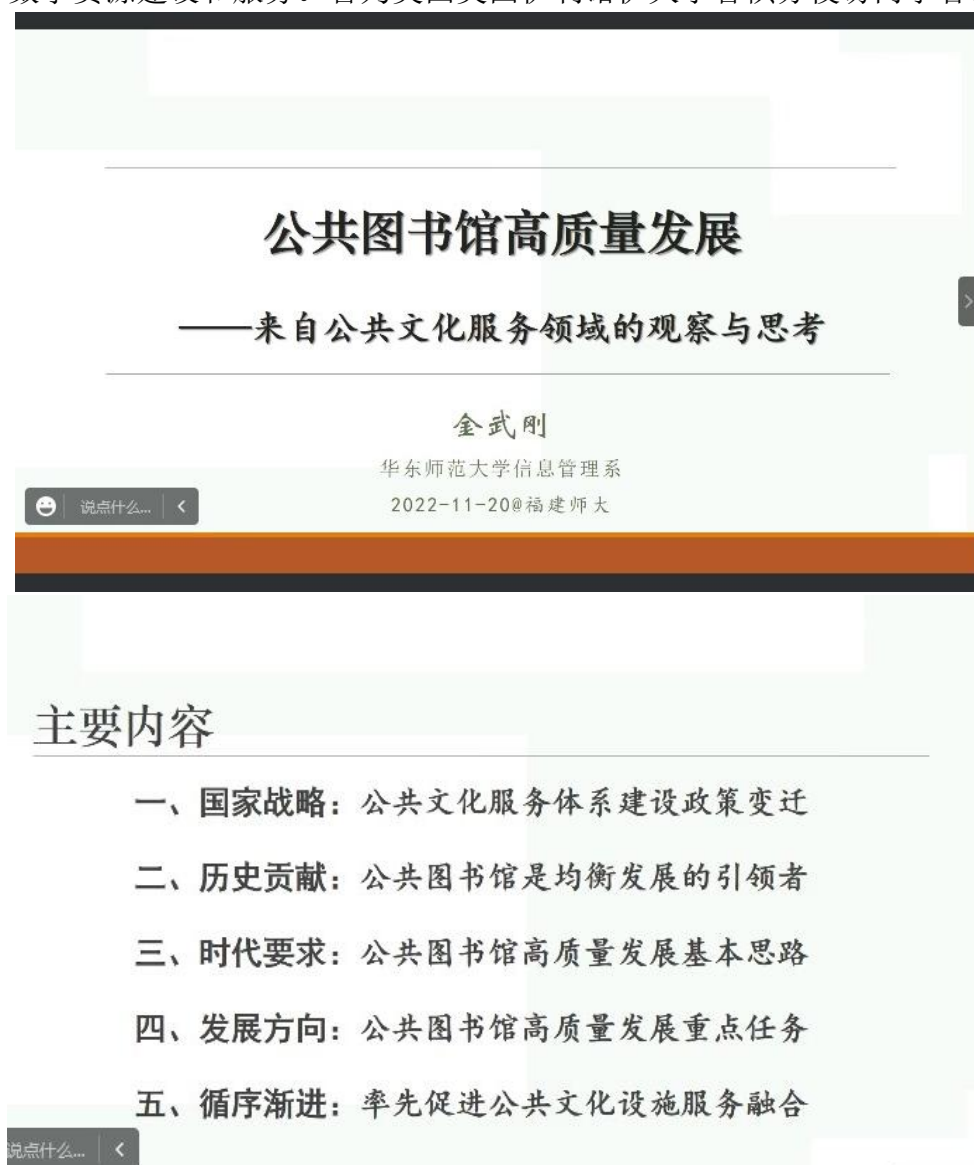 公共图书馆高质量发展
——来自公共文化服务领域的观察与思考
金武刚
华东师范大学信息管理系
2022-11-20@福建师大
说点什么...
主要内容
一、国家战略：公共文化服务体系建设政策变迁
二、历史贡献：公共图书馆是均衡发展的引领者
三、时代要求：公共图书馆高质量发展基本思路
四、发展方向：公共图书馆高质量发展重点任务
五、循序渐进：率先促进公共文化设施服务融合
说点什么...